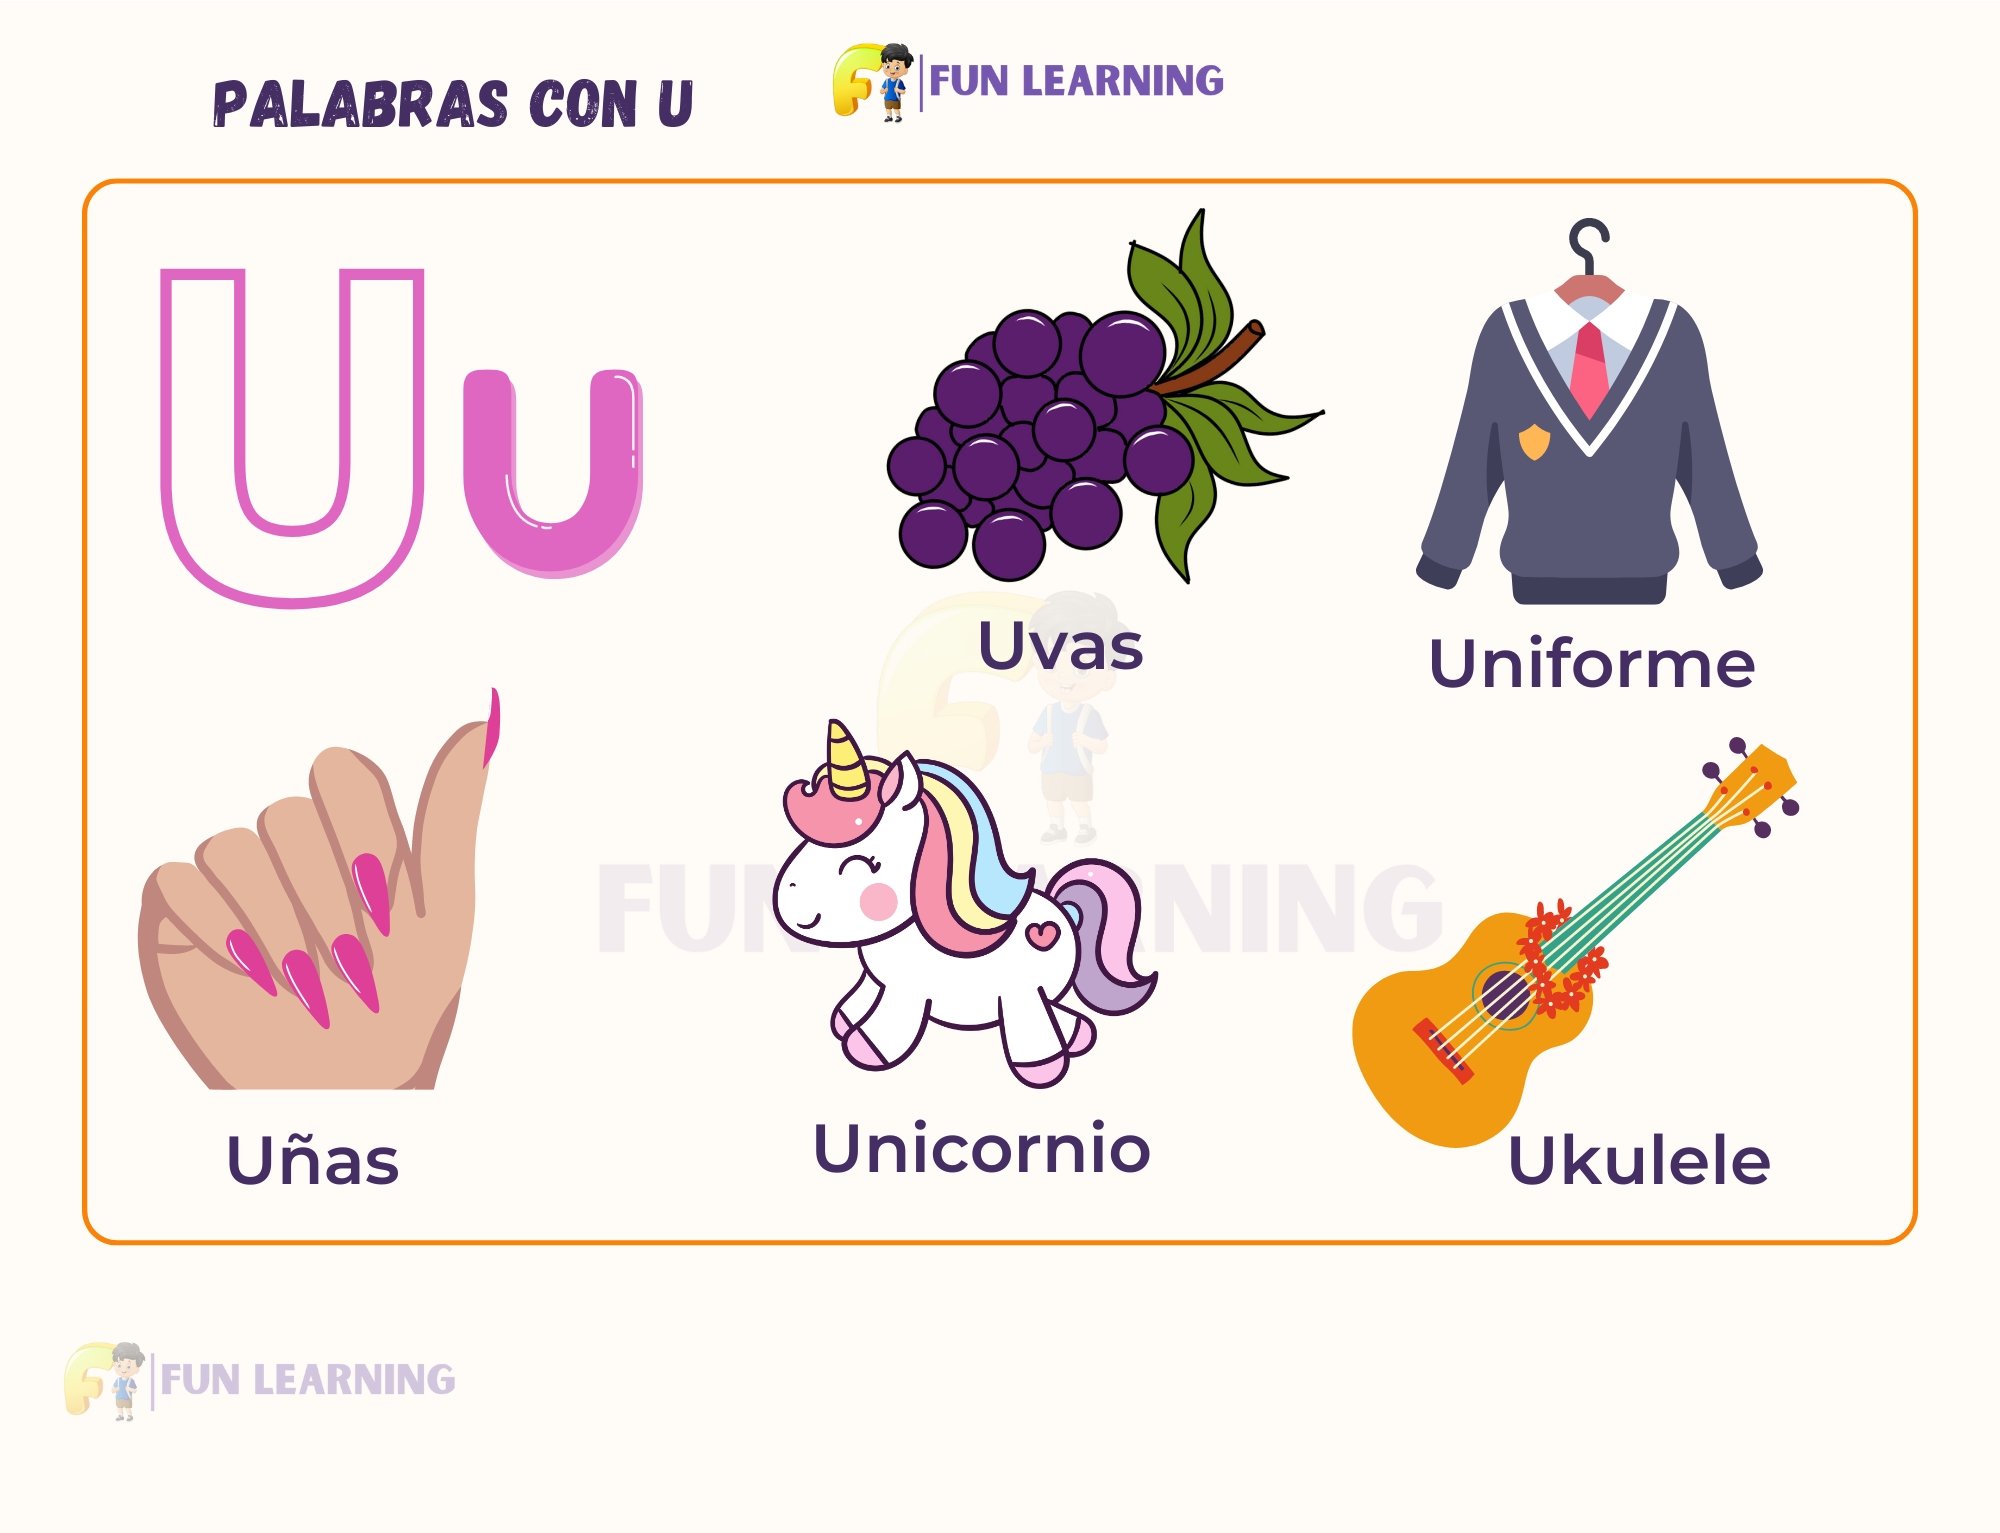 PALABRAS CON U
FUN LEARNING
U u
Uvas
Uniforme
FUN LEARNING
Uñas
Unicornio
Ukulele
FUN LEARNING